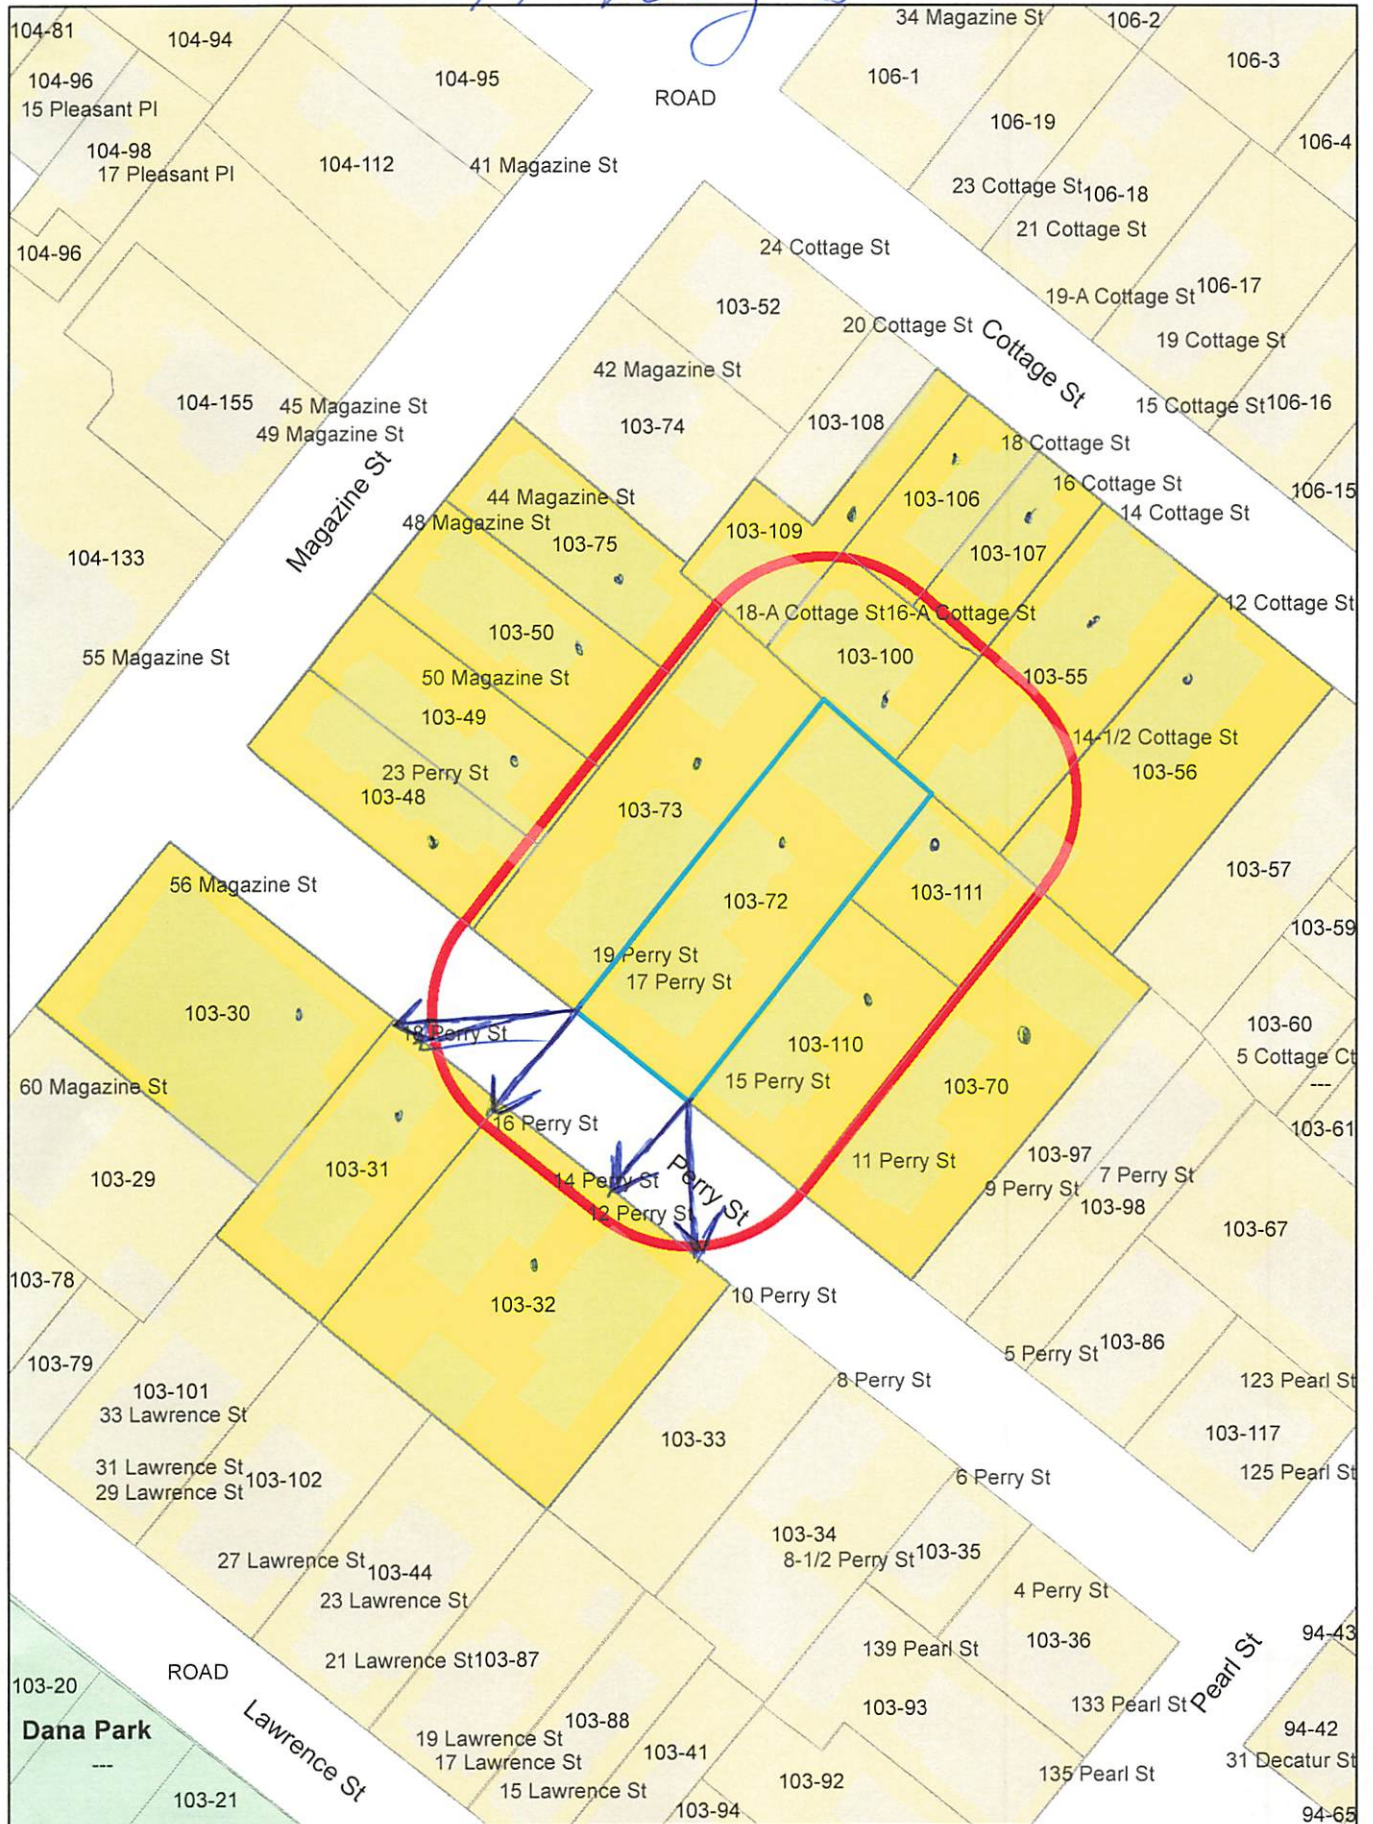 104-81
104-94
34 Magazine St
106-2
106-3
104-96
104-95
106-1
15 Pleasant Pl
ROAD
106-19
106-4
104-98
17 Pleasant Pl
104-112
41 Magazine St
23 Cottage St
106-18
21 Cottage St
104-96
24 Cottage St
19-A Cottage St
106-17
103-52
20 Cottage St
Cottage St
19 Cottage St
42 Magazine St
104-155
45 Magazine St
49 Magazine St
103-74
103-108
15 Cottage St
106-16
18 Cottage St
Magazine St
16 Cottage St
106-15
44 Magazine St
103-106
14 Cottage St
48 Magazine St
103-109
103-75
103-107
104-133
12 Cottage St
18-A Cottage St
16-A Cottage St
103-50
55 Magazine St
103-100
50 Magazine St
103-55
103-49
14-1/2 Cottage St
23 Perry St
103-56
103-48
103-73
103-57
56 Magazine St
103-72
103-111
103-59
19 Perry St
17 Perry St
103-30
103-60
18 Perry St
103-110
5 Cottage Ct
---
60 Magazine St
15 Perry St
103-70
16 Perry St
103-61
103-31
103-29
14 Perry St
Perry St
11 Perry St
103-97
7 Perry St
9 Perry St
103-98
12 Perry St
103-67
103-78
10 Perry St
103-32
103-79
5 Perry St
103-86
103-101
33 Lawrence St
8 Perry St
123 Pearl St
103-33
103-117
31 Lawrence St
103-102
29 Lawrence St
6 Perry St
125 Pearl St
103-34
8-1/2 Perry St
103-35
27 Lawrence St
103-44
23 Lawrence St
4 Perry St
103-36
139 Pearl St
94-43
ROAD
21 Lawrence St
103-87
Pearl St
103-20
103-93
133 Pearl St
Dana Park
---
103-88
94-42
Lawrence St
19 Lawrence St
17 Lawrence St
103-41
31 Decatur St
15 Lawrence St
103-92
135 Pearl St
103-21
103-94
94-65